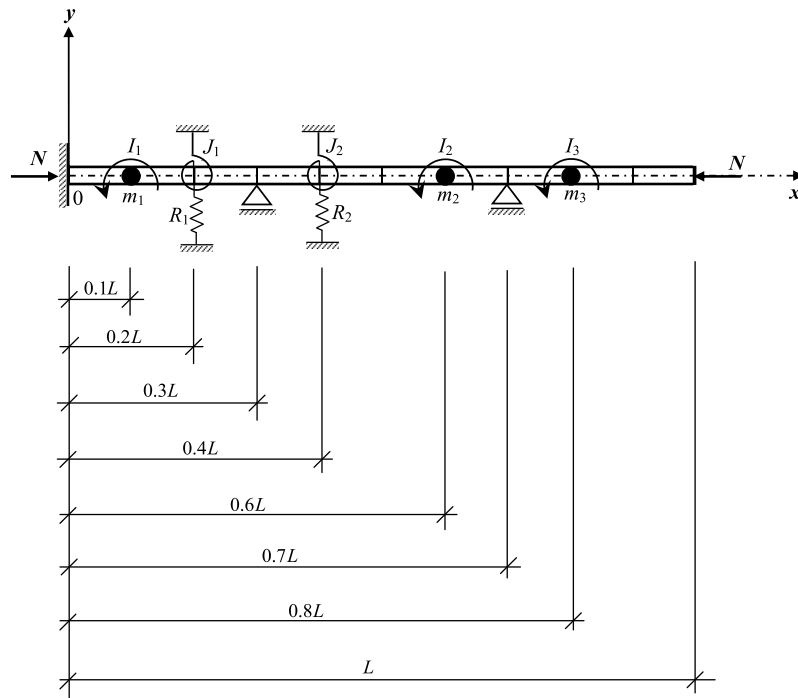 y
I₁ J₁ J₂ I₂ I₃
N N
0 m₁ m₂ m₃ x
R₁ R₂
0.1L
0.2L
0.3L
0.4L
0.6L
0.7L
0.8L
L